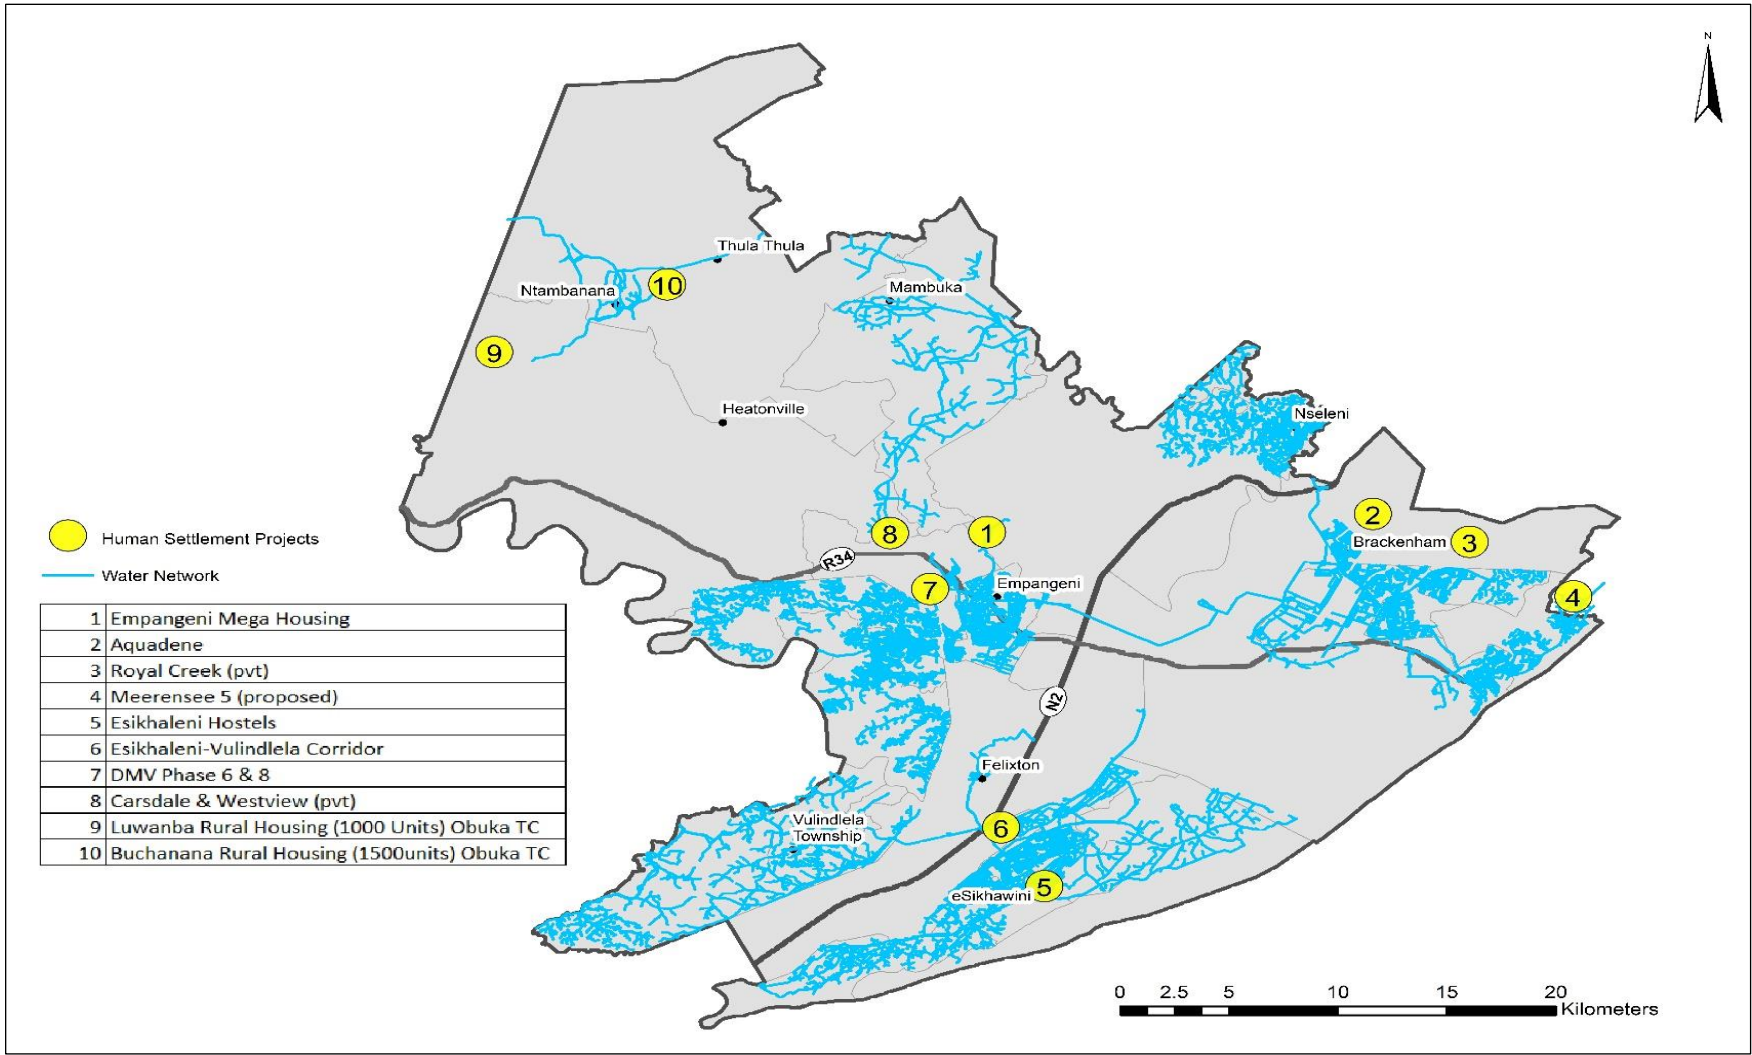 N
Thula Thula
Ntambanana
10
Mambuka
9
Heatonville
Nseleni
8
1
2
Brackenham
3
R34
7
Empangeni
4
N2
Felixton
Vulindlela
Township
6
eSikhawini
5
Human Settlement Projects
Water Network
1 Empangeni Mega Housing
2 Aquadene
3 Royal Creek (pvt)
4 Meerensee 5 (proposed)
5 Esikhaleni Hostels
6 Esikhaleni-Vulindlela Corridor
7 DMV Phase 6 & 8
8 Carsdale & Westview (pvt)
9 Luwanba Rural Housing (1000 Units) Obuka TC
10 Buchanana Rural Housing (1500units) Obuka TC
0 2.5 5 10 15 20
Kilometers